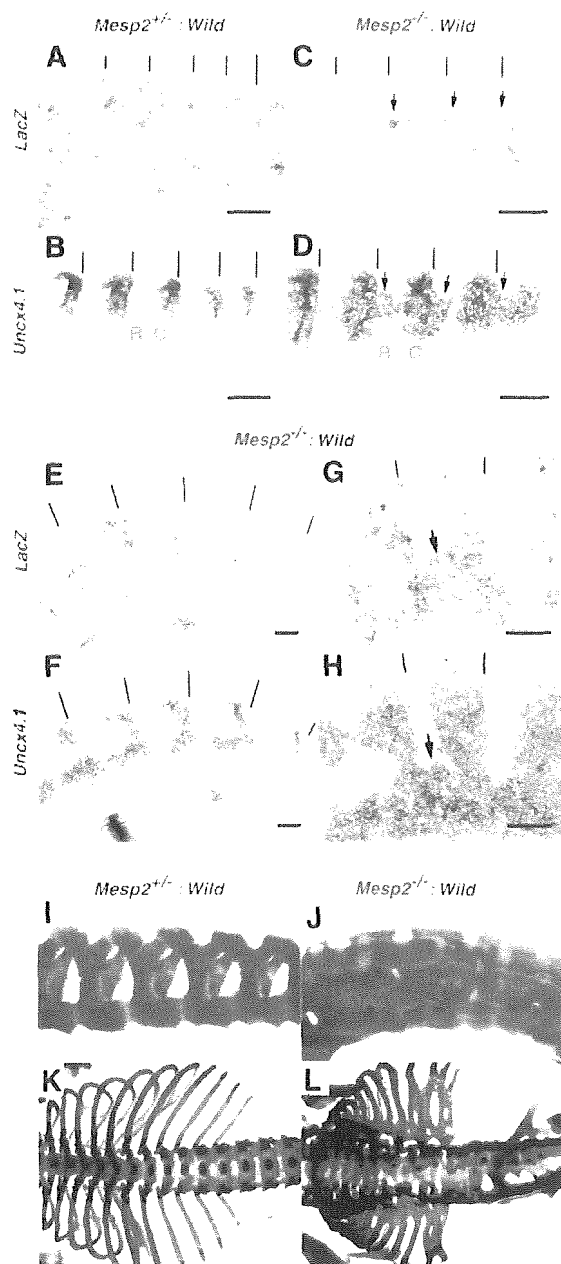 Mesp2+/- : Wild
Mesp2-/- : Wild
A
C
LacZ
B
D
Uncx4.1
R C
R C
Mesp2-/- : Wild
E
G
LacZ
F
H
Uncx4.1
Mesp2+/- : Wild
Mesp2-/- : Wild
I
J
K
L